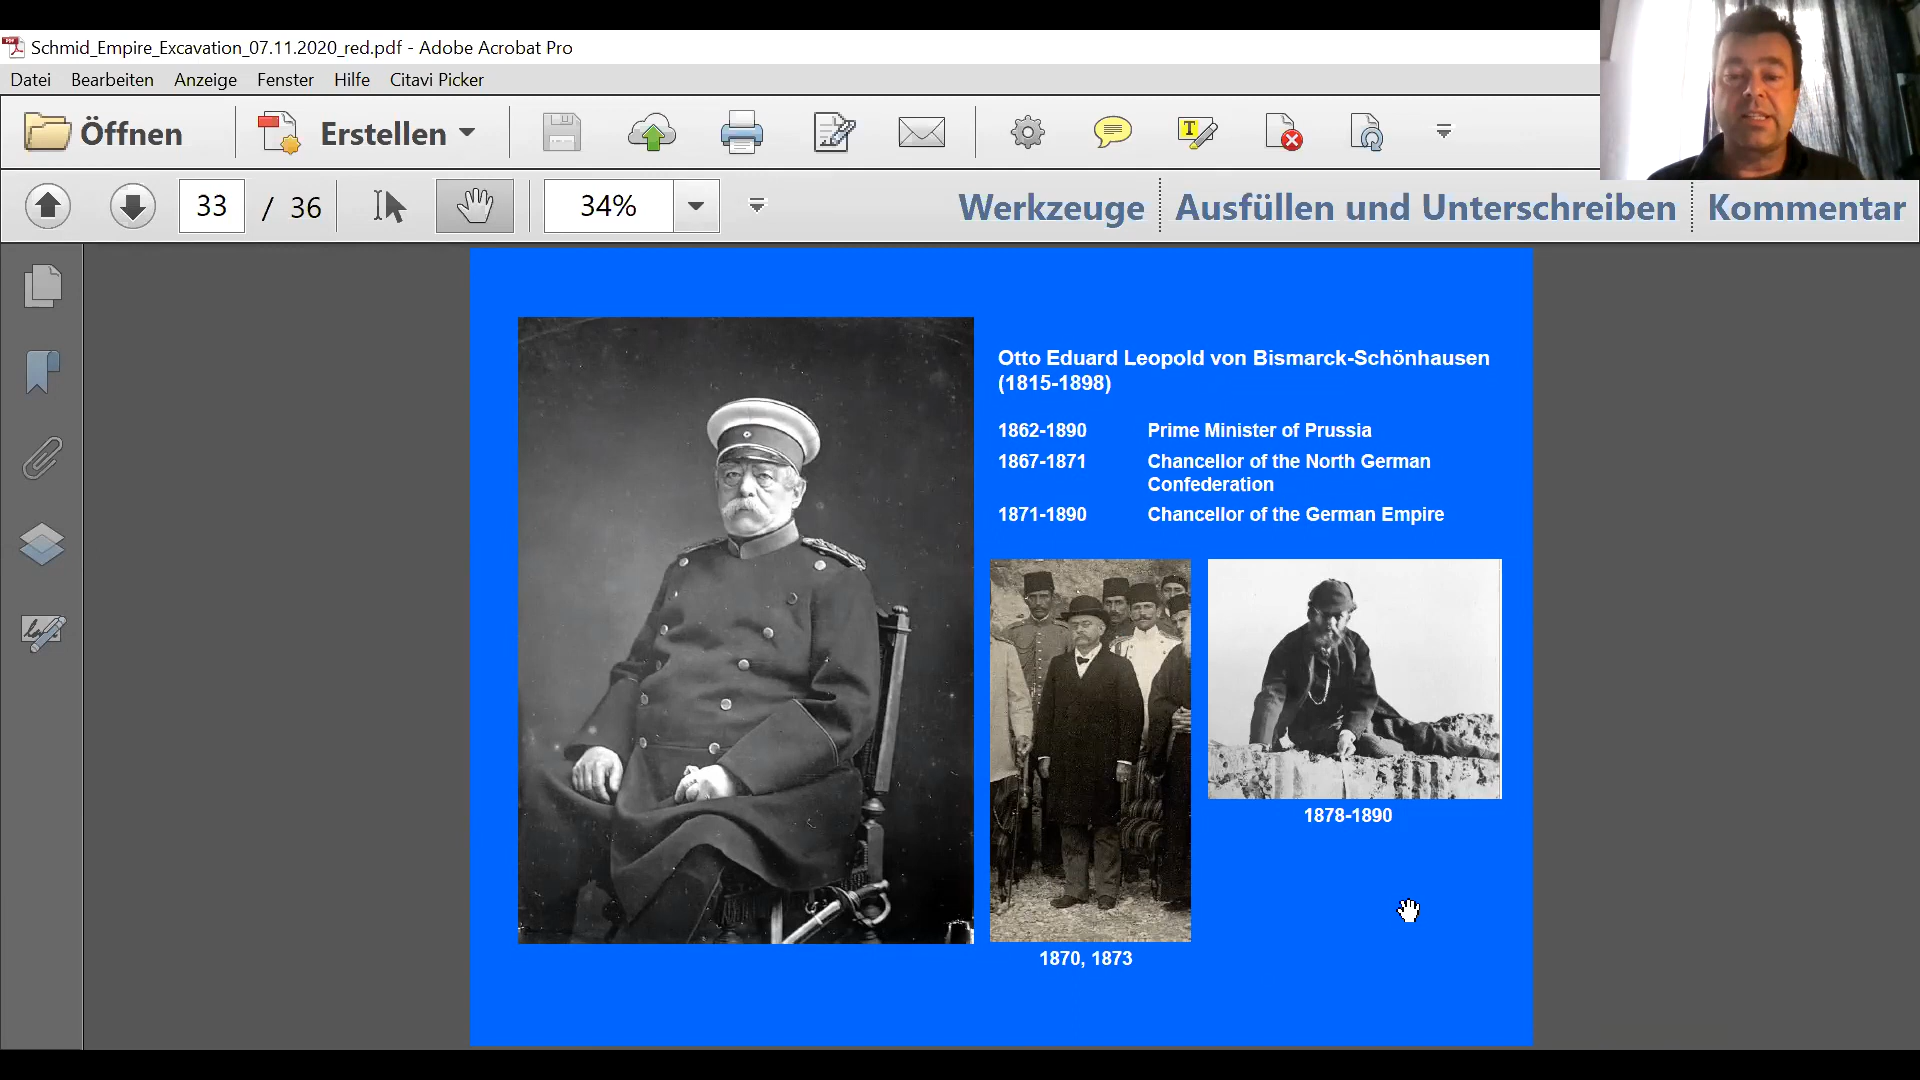 Schmid_Empire_Excavation_07.11.2020_red.pdf - Adobe Acrobat Pro
Datei Bearbeiten Anzeige Fenster Hilfe Citavi Picker
Öffnen Erstellen
33 / 36 34% Werkzeuge Ausfüllen und Unterschreiben Kommentar
Otto Eduard Leopold von Bismarck-Schönhausen
(1815-1898)
1862-1890 Prime Minister of Prussia
1867-1871 Chancellor of the North German
Confederation
1871-1890 Chancellor of the German Empire
1878-1890
1870, 1873